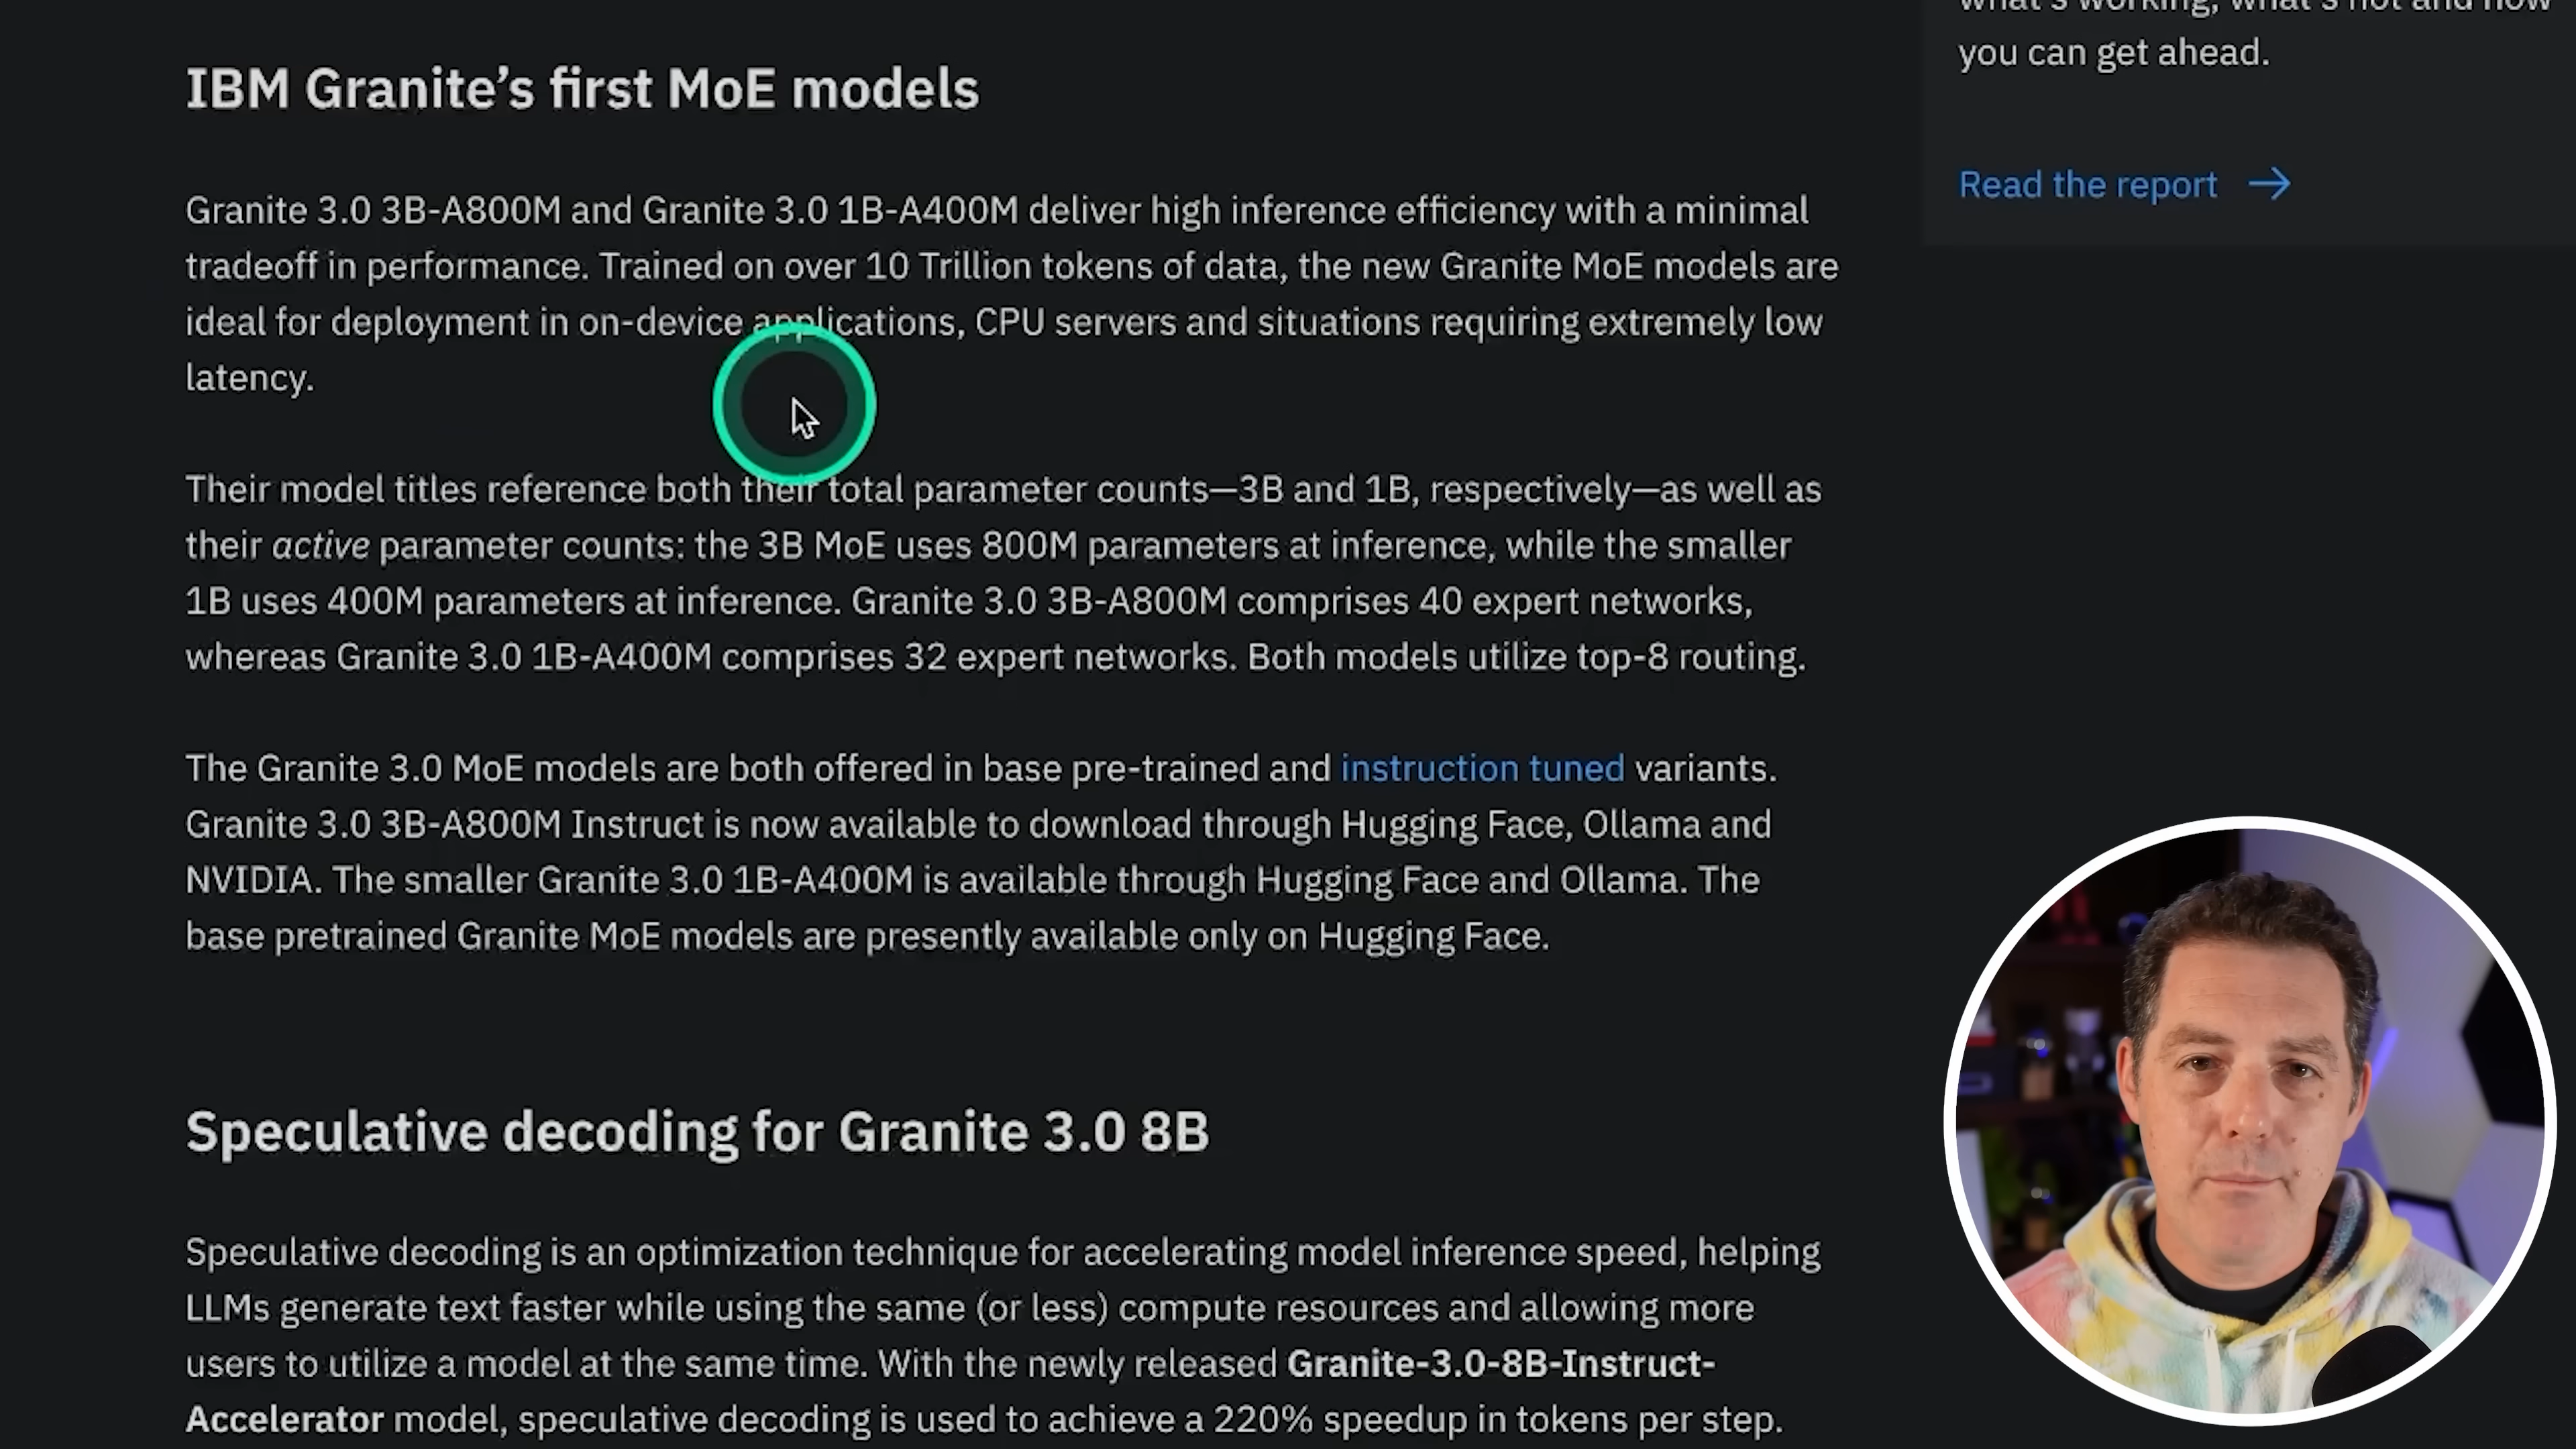 IBM Granite's first MoE models
Granite 3.0 3B-A800M and Granite 3.0 1B-A400M deliver high inference efficiency with a minimal
tradeoff in performance. Trained on over 10 Trillion tokens of data, the new Granite MoE models are
ideal for deployment in on-device applications, CPU servers and situations requiring extremely low
latency.
Their model titles reference both their total parameter counts—3B and 1B, respectively—as well as
their active parameter counts: the 3B MoE uses 800M parameters at inference, while the smaller
1B uses 400M parameters at inference. Granite 3.0 3B-A800M comprises 40 expert networks,
whereas Granite 3.0 1B-A400M comprises 32 expert networks. Both models utilize top-8 routing.
The Granite 3.0 MoE models are both offered in base pre-trained and instruction tuned variants.
Granite 3.0 3B-A800M Instruct is now available to download through Hugging Face, Ollama and
NVIDIA. The smaller Granite 3.0 1B-A400M is available through Hugging Face and Ollama. The
base pretrained Granite MoE models are presently available only on Hugging Face.
Speculative decoding for Granite 3.0 8B
Speculative decoding is an optimization technique for accelerating model inference speed, helping
LLMs generate text faster while using the same (or less) compute resources and allowing more
users to utilize a model at the same time. With the newly released Granite-3.0-8B-Instruct-
Accelerator model, speculative decoding is used to achieve a 220% speedup in tokens per step.
what's working, what's not and how
you can get ahead.
Read the report →